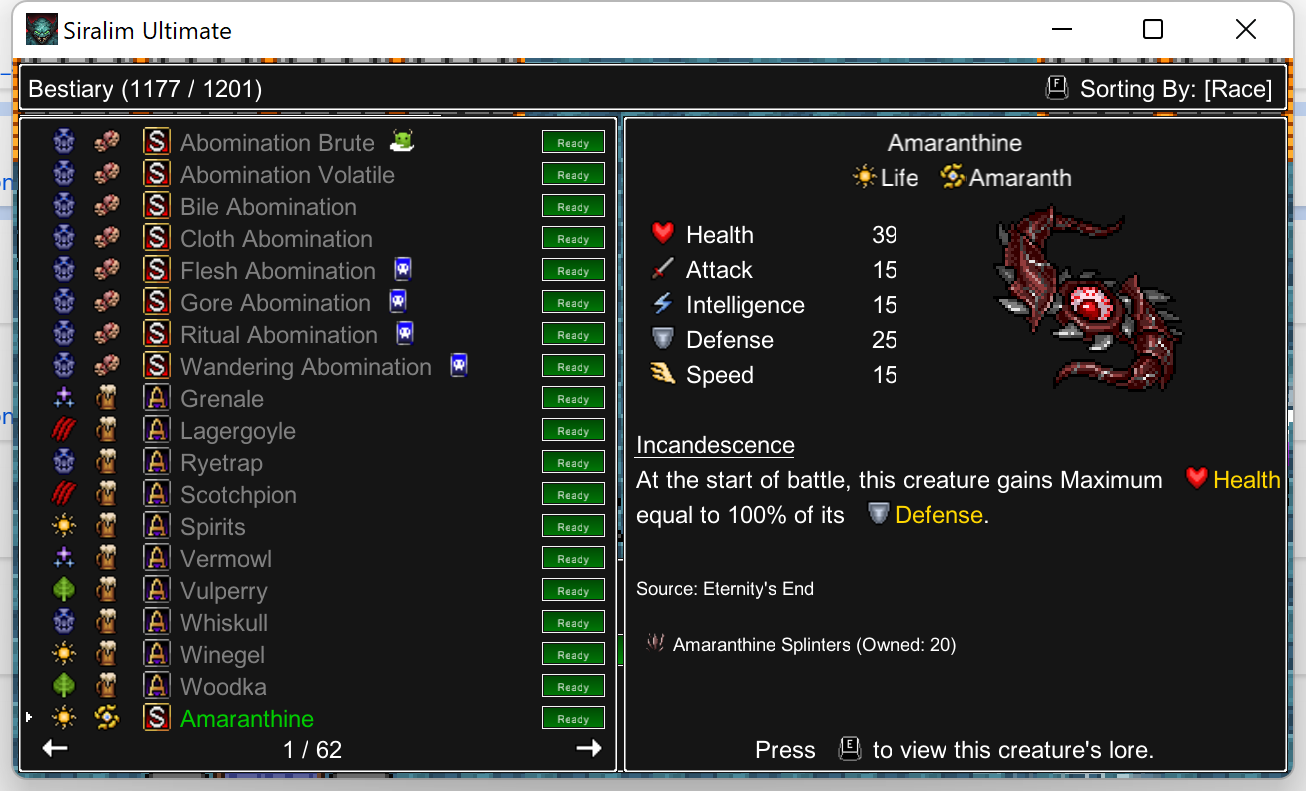 Siralim Ultimate
Bestiary (1177 / 1201)
F Sorting By: [Race]
S Abomination Brute Ready
S Abomination Volatile Ready
S Bile Abomination Ready
S Cloth Abomination Ready
S Flesh Abomination Ready
S Gore Abomination Ready
S Ritual Abomination Ready
S Wandering Abomination Ready
A Grenale Ready
A Lagergoyle Ready
A Ryetrap Ready
A Scotchpion Ready
A Spirits Ready
A Vermowl Ready
A Vulperry Ready
A Whiskull Ready
A Winegel Ready
A Woodka Ready
S Amaranthine Ready
1 / 62
Amaranthine
Life Amaranth
Health 39
Attack 15
Intelligence 15
Defense 25
Speed 15
Incandescence
At the start of battle, this creature gains Maximum Health
equal to 100% of its Defense.
Source: Eternity's End
Amaranthine Splinters (Owned: 20)
Press E to view this creature's lore.